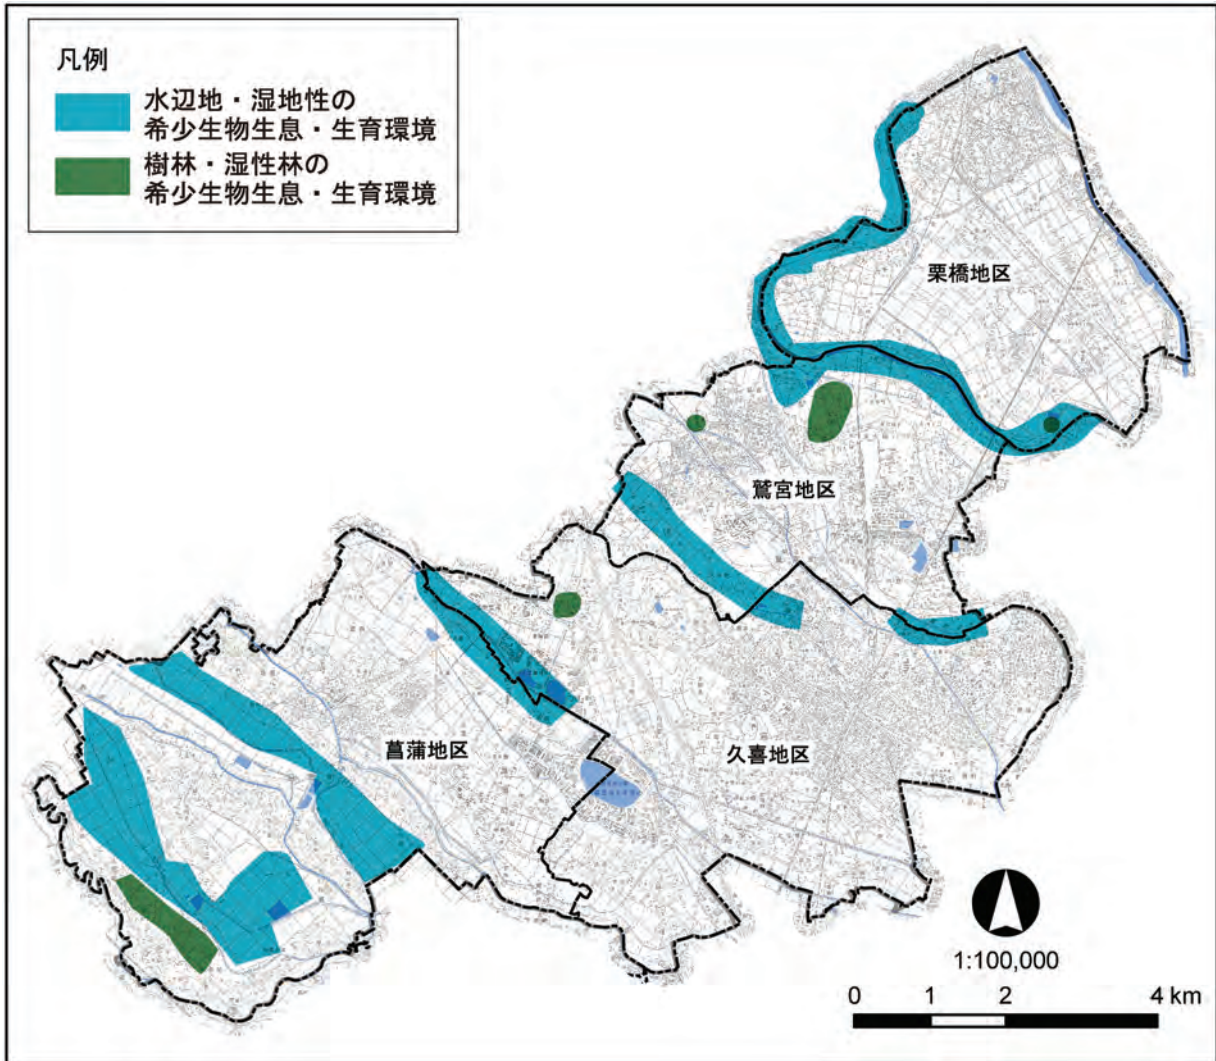 凡例
水辺地・湿地性の
希少生物生息・生育環境
樹林・湿性林の
希少生物生息・生育環境
栗橋地区
鷲宮地区
菖蒲地区
久喜地区
1:100,000
0 1 2 4 km